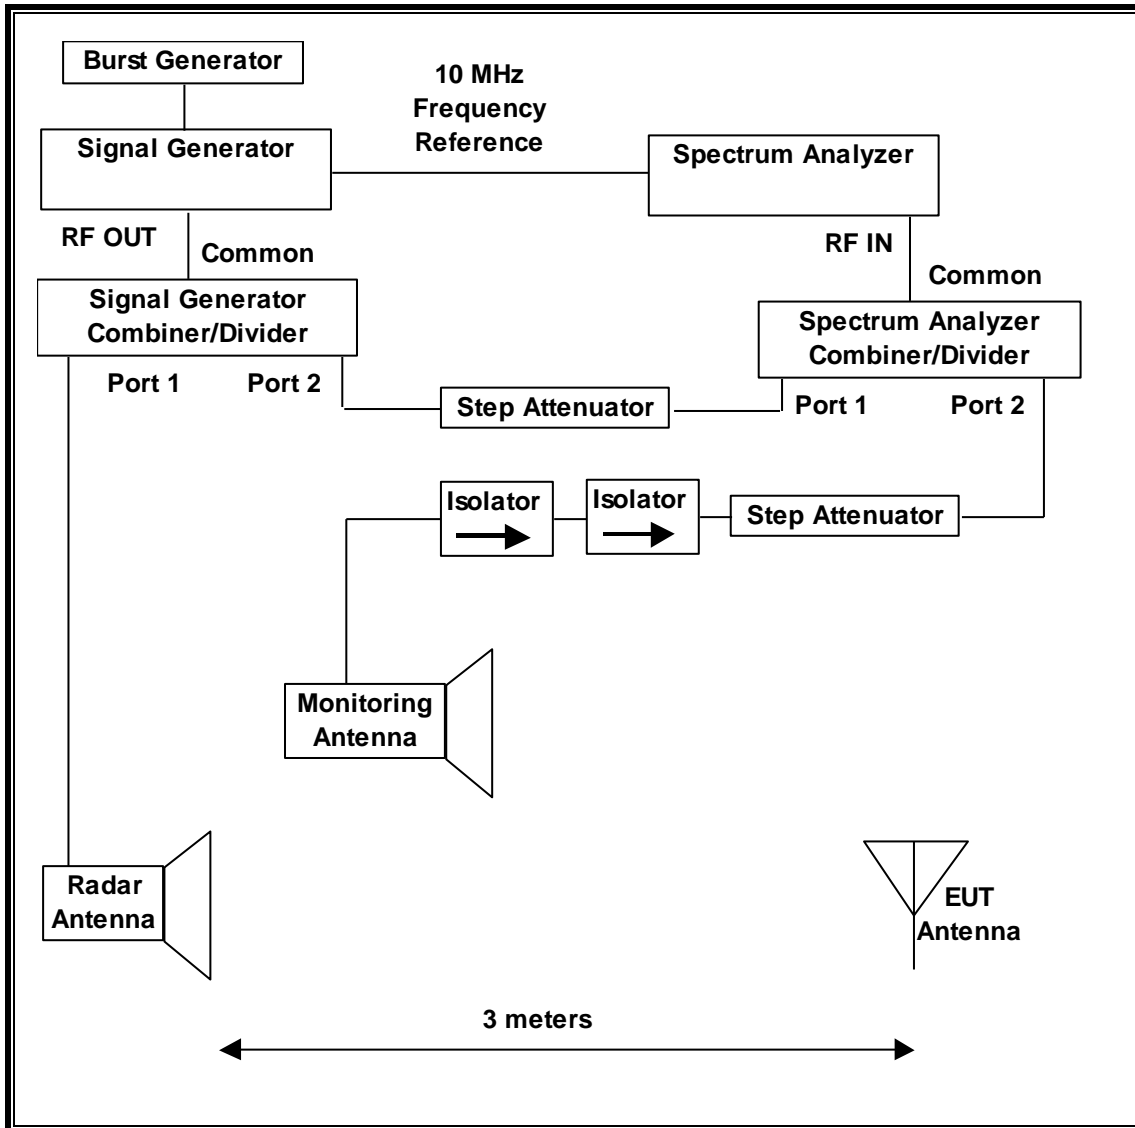 Burst Generator
10 MHz
Frequency
Reference
Signal Generator
Spectrum Analyzer
RF OUT
Common
RF IN
Common
Signal Generator
Combiner/Divider
Spectrum Analyzer
Combiner/Divider
Port 1
Port 2
Step Attenuator
Port 1
Port 2
Isolator
Isolator
Step Attenuator
Monitoring
Antenna
Radar
Antenna
EUT
Antenna
3 meters